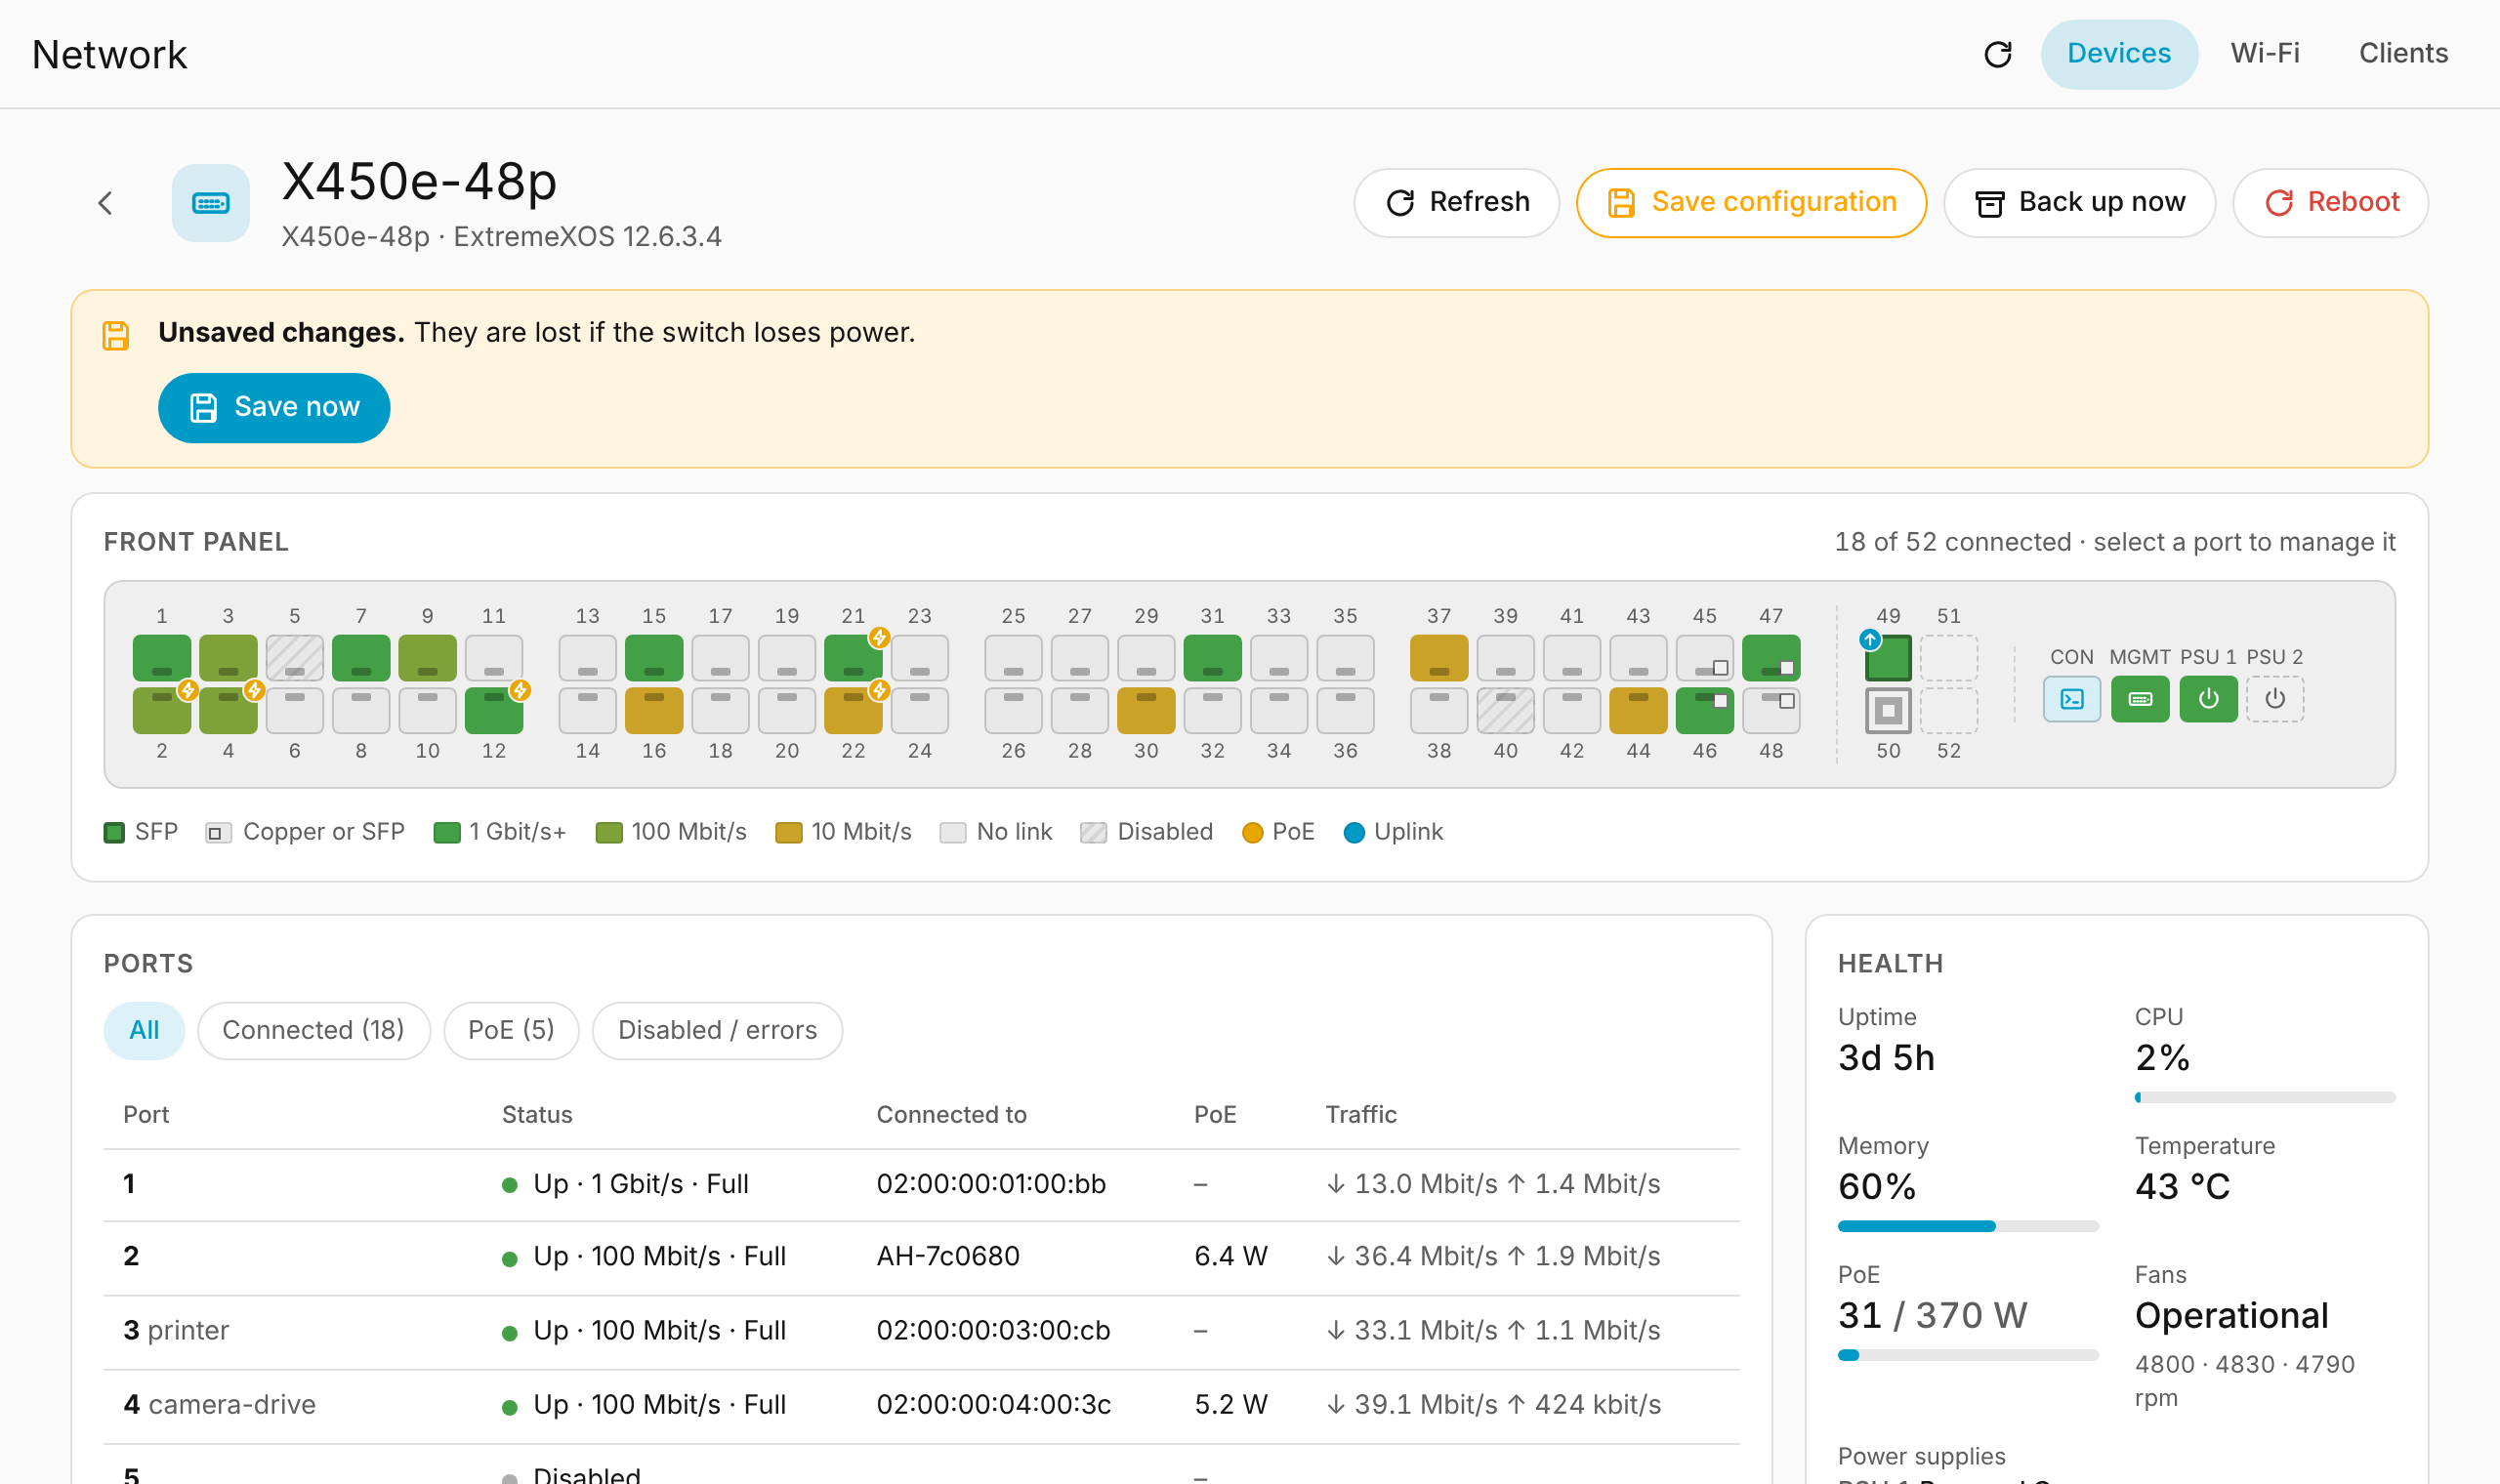 Network
Devices
Wi-Fi
Clients
X450e-48p
X450e-48p · ExtremeXOS 12.6.3.4
Refresh
Save configuration
Back up now
Reboot
Unsaved changes. They are lost if the switch loses power.
Save now
FRONT PANEL
18 of 52 connected · select a port to manage it
1 3 5 7 9 11 13 15 17 19 21 23 25 27 29 31 33 35 37 39 41 43 45 47 49 51
CON MGMT PSU 1 PSU 2
2 4 6 8 10 12 14 16 18 20 22 24 26 28 30 32 34 36 38 40 42 44 46 48 50 52
SFP Copper or SFP 1 Gbit/s+ 100 Mbit/s 10 Mbit/s No link Disabled PoE Uplink
PORTS
All Connected (18) PoE (5) Disabled / errors
Port Status Connected to PoE Traffic
1 Up · 1 Gbit/s · Full 02:00:00:01:00:bb – ↓ 13.0 Mbit/s ↑ 1.4 Mbit/s
2 Up · 100 Mbit/s · Full AH-7c0680 6.4 W ↓ 36.4 Mbit/s ↑ 1.9 Mbit/s
3 printer Up · 100 Mbit/s · Full 02:00:00:03:00:cb – ↓ 33.1 Mbit/s ↑ 1.1 Mbit/s
4 camera-drive Up · 100 Mbit/s · Full 02:00:00:04:00:3c 5.2 W ↓ 39.1 Mbit/s ↑ 424 kbit/s
5 Disabled –
HEALTH
Uptime
3d 5h
CPU
2%
Memory
60%
Temperature
43 °C
PoE
31 / 370 W
Fans
Operational
4800 · 4830 · 4790
rpm
Power supplies